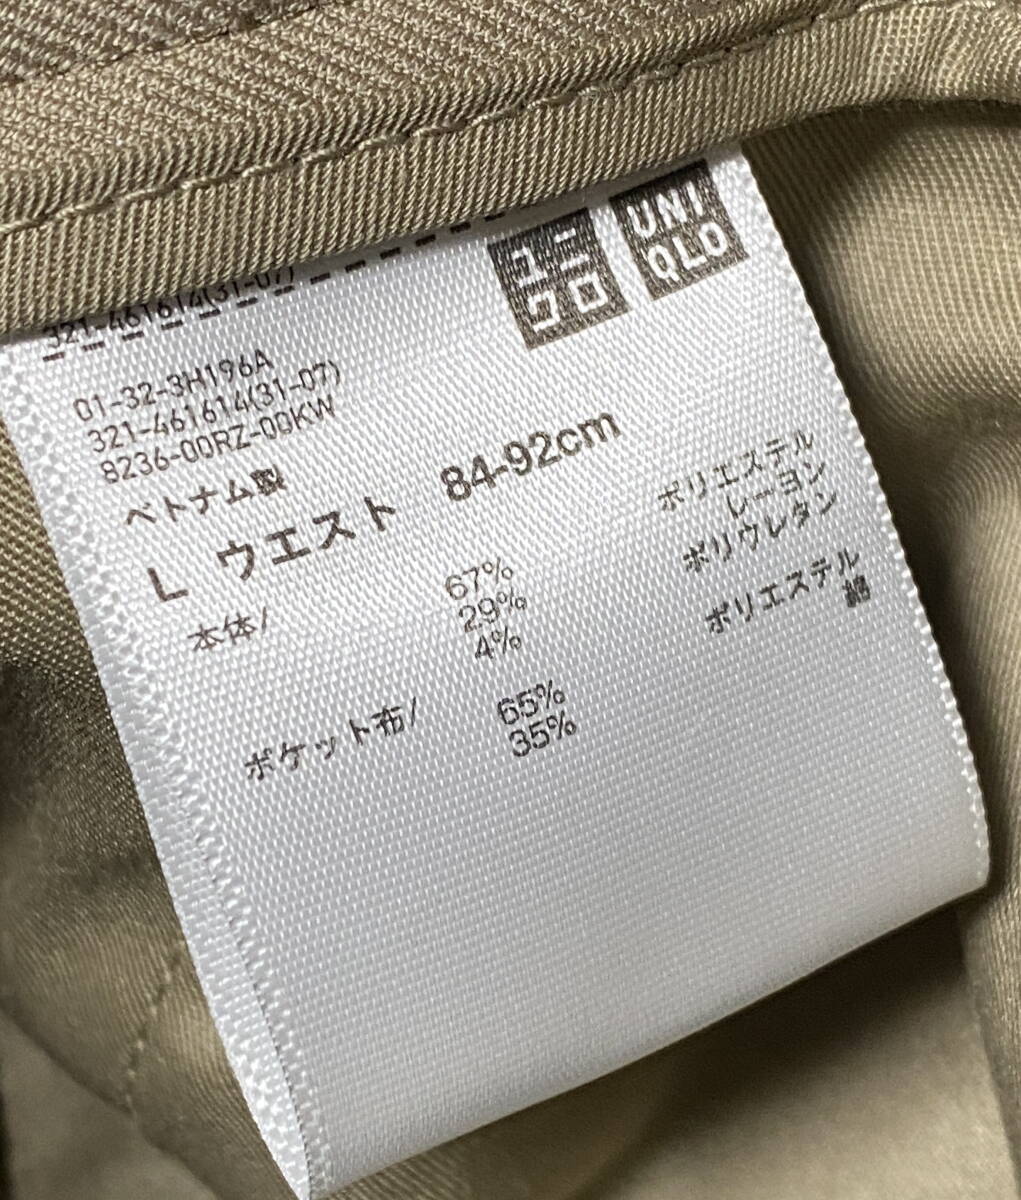 ユニ
クロ
UNI
QLO
321-461614(31-07)
01-32-3H196A
321-461614(31-07)
8236-00RZ-00KW
ベトナム製
L ウエスト 84-92cm
本体/ 67% ポリエステル
29% レーヨン
4% ポリウレタン
ポケット布/ 65% ポリエステル
35% 綿